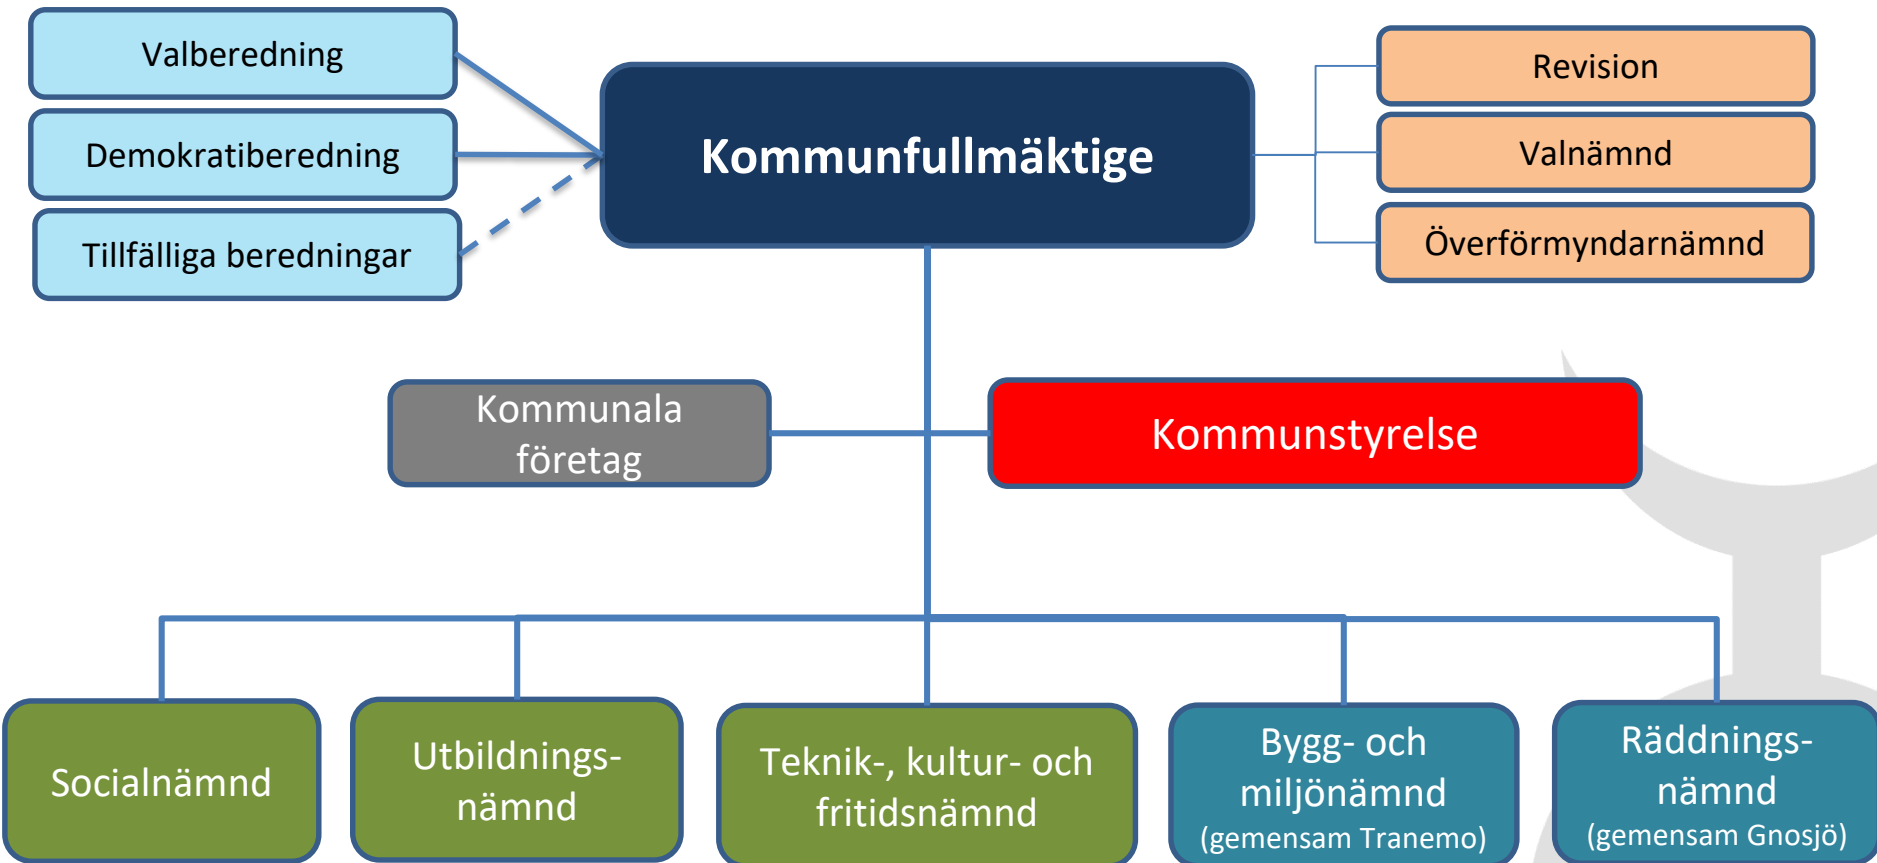 Valberedning
Demokratiberedning
Tillfälliga beredningar
Kommunfullmäktige
Revision
Valnämnd
Överförmyndarnämnd
Kommunala
företag
Kommunstyrelse
Socialnämnd
Utbildnings-
nämnd
Teknik-, kultur- och
fritidsnämnd
Bygg- och
miljönämnd
(gemensam Tranemo)
Räddnings-
nämnd
(gemensam Gnosjö)